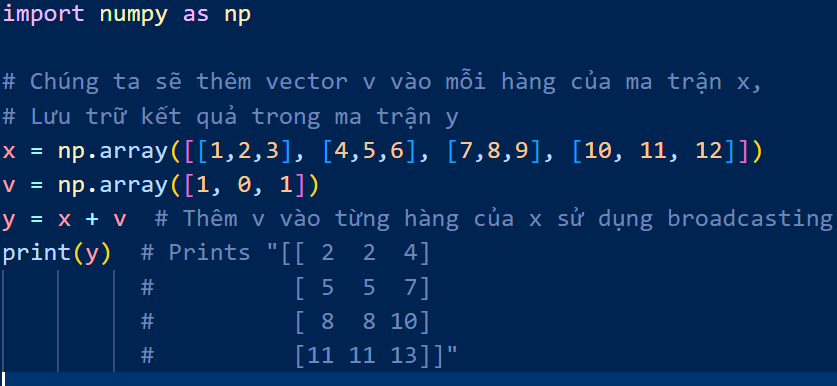 import numpy as np
# Chúng ta sẽ thêm vector v vào mỗi hàng của ma trận x,
# Lưu trữ kết quả trong ma trận y
x = np.array([[1,2,3], [4,5,6], [7,8,9], [10, 11, 12]])
v = np.array([1, 0, 1])
y = x + v  # Thêm v vào từng hàng của x sử dụng broadcasting
print(y)  # Prints "[[ 2  2  4]
          #          [ 5  5  7]
          #          [ 8  8 10]
          #          [11 11 13]]"